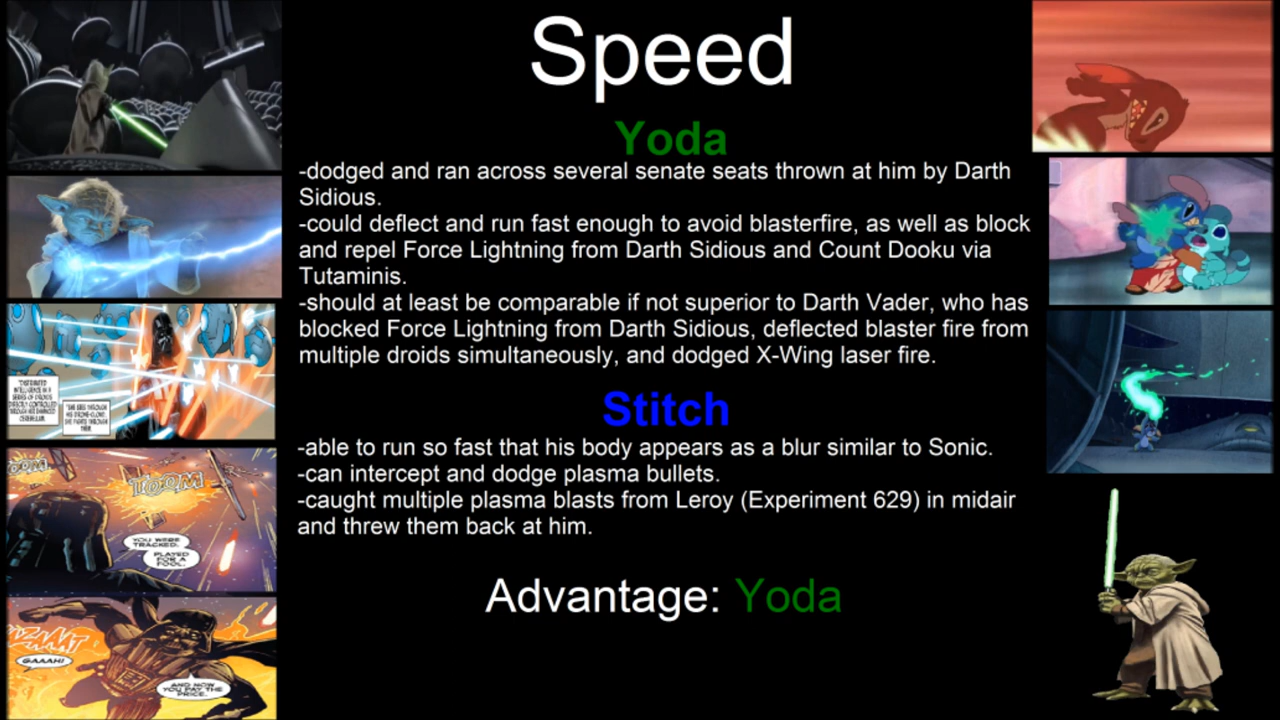 Speed
Yoda
-dodged and ran across several senate seats thrown at him by Darth
Sidious.
-could deflect and run fast enough to avoid blasterfire, as well as block
and repel Force Lightning from Darth Sidious and Count Dooku via
Tutaminis.
-should at least be comparable if not superior to Darth Vader, who has
blocked Force Lightning from Darth Sidious, deflected blaster fire from
multiple droids simultaneously, and dodged X-Wing laser fire.
Stitch
-able to run so fast that his body appears as a blur similar to Sonic.
-can intercept and dodge plasma bullets.
-caught multiple plasma blasts from Leroy (Experiment 629) in midair
and threw them back at him.
Advantage: Yoda
YOU WERE
TRACKED.
PLAYED
FOR A
FOOL.
GAAAH!
AND NOW
YOU PAY THE
PRICE.